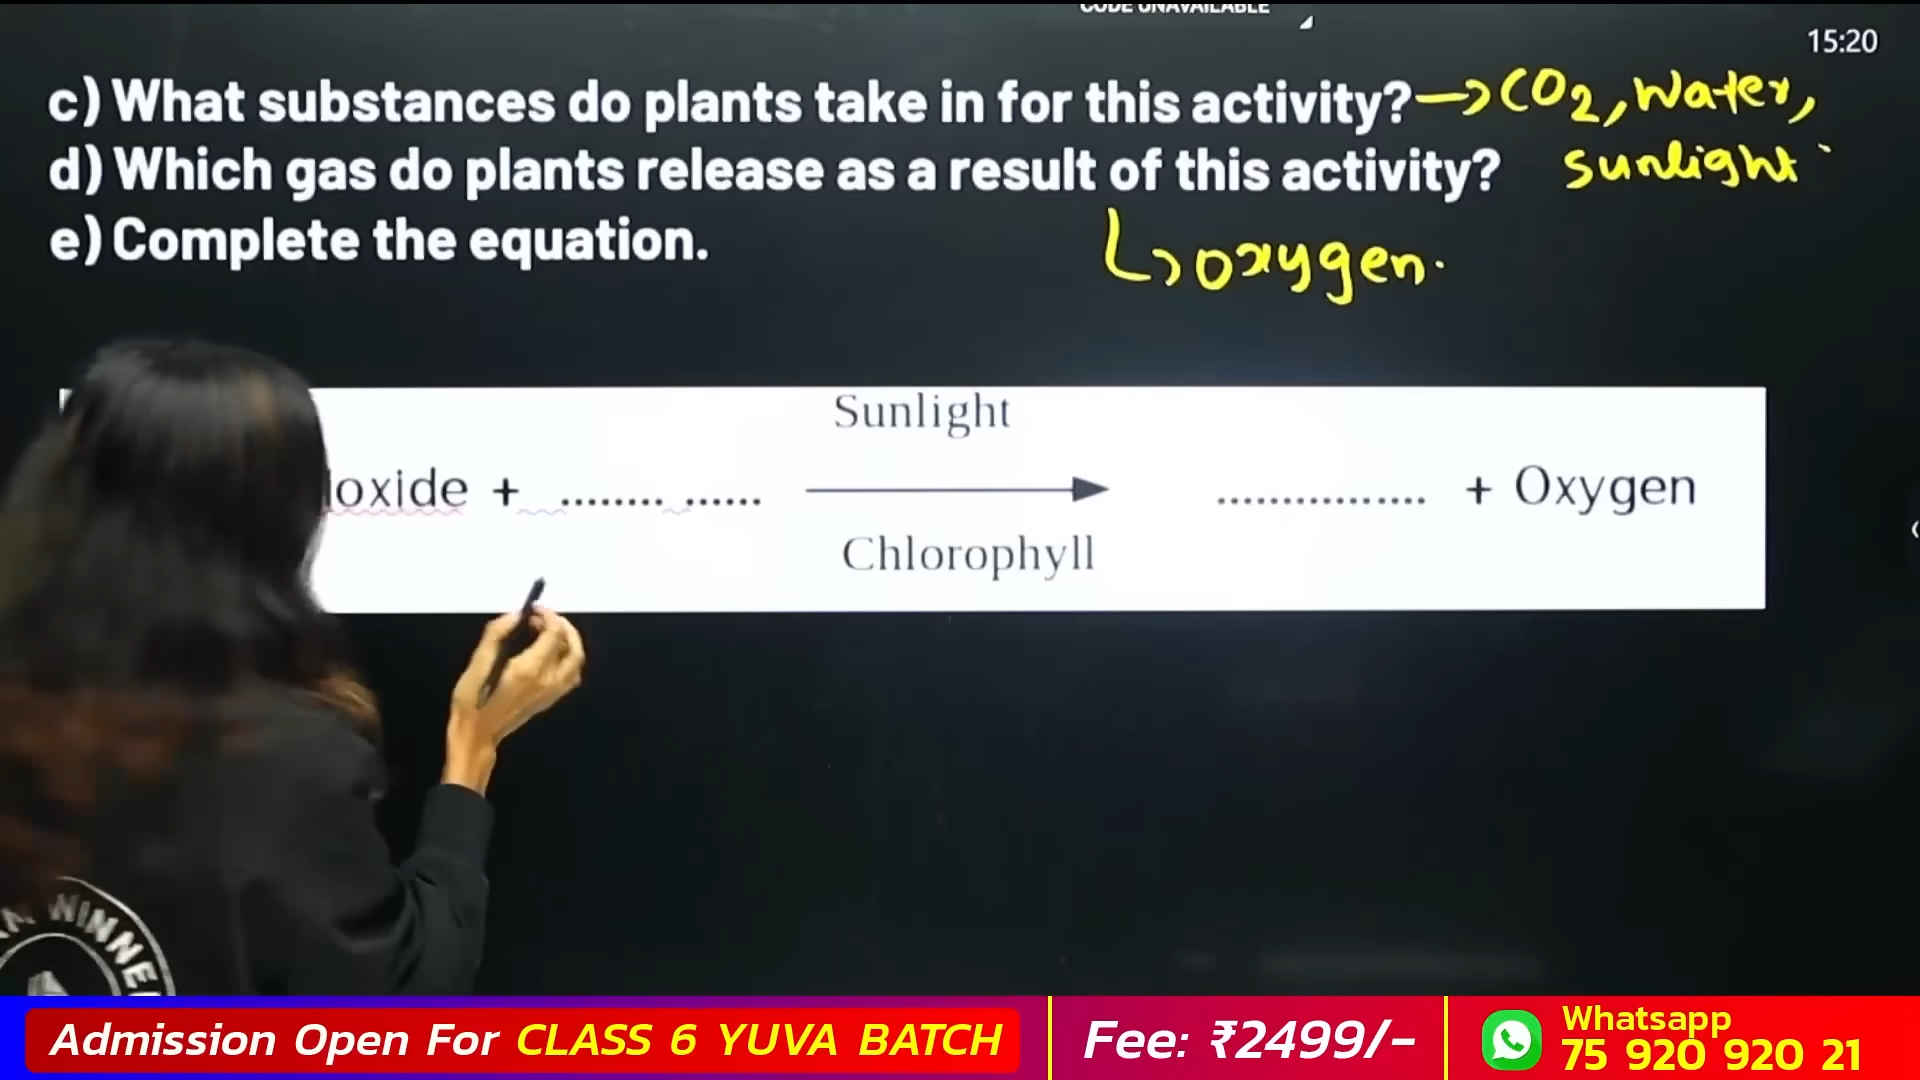 15:20
c) What substances do plants take in for this activity? → CO2, Water,
sunlight
d) Which gas do plants release as a result of this activity?
↳ oxygen.
e) Complete the equation.
Sunlight
+ ........ ...... ................ + Oxygen
Chlorophyll
Admission Open For CLASS 6 YUVA BATCH
Fee: ₹2499/-
Whatsapp
75 920 920 21